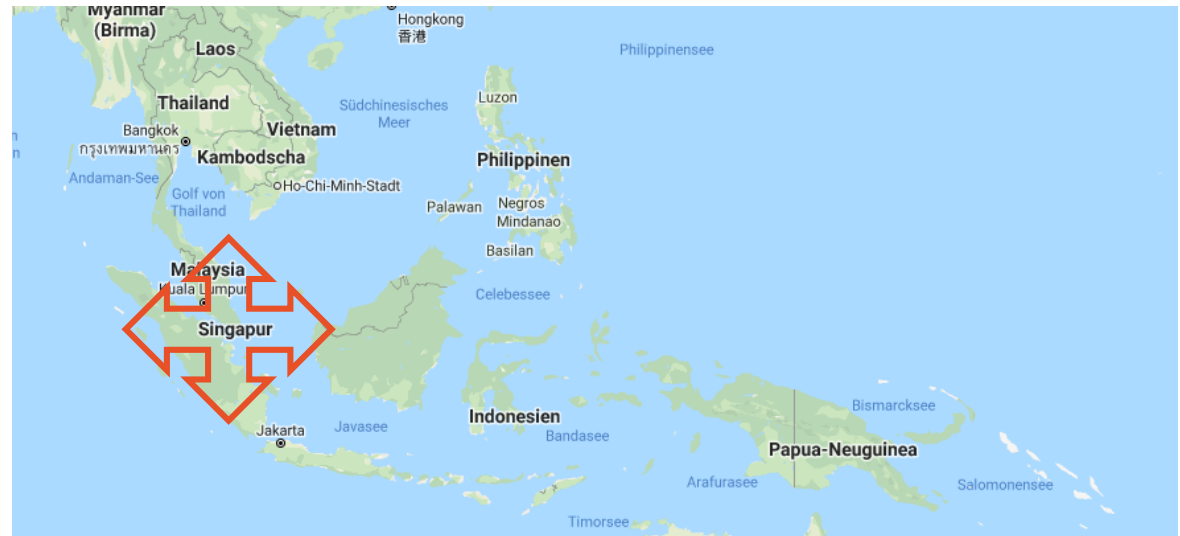 Myanmar
(Birma)
Hongkong
香港
Laos
Philippinensee
Thailand
Südchinesisches
Meer
Luzon
Bangkok
กรุงเทพมหานคร
Vietnam
Kambodscha
Philippinen
Andaman-See
Golf von
Thailand
Ho-Chi-Minh-Stadt
Palawan
Negros
Mindanao
Basilan
Malaysia
Kuala Lumpur
Celebessee
Singapur
Indonesien
Bismarcksee
Jakarta
Javasee
Bandasee
Papua-Neuguinea
Arafurasee
Salomonensee
Timorsee